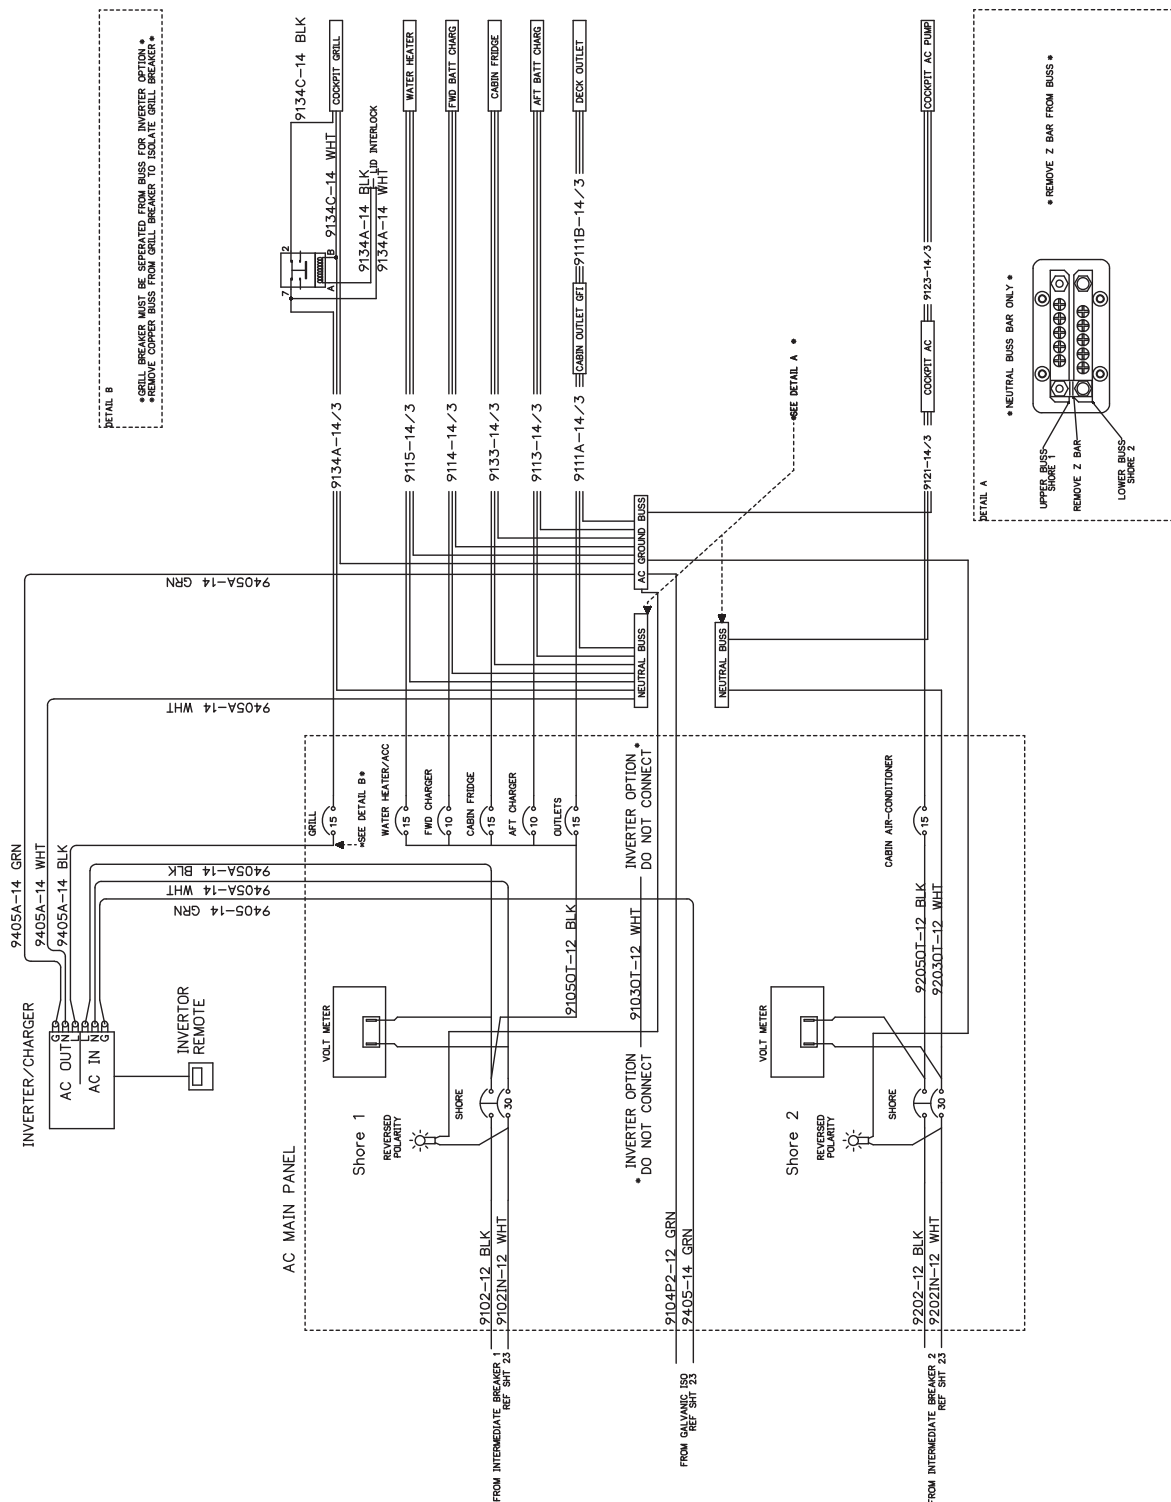 DETAIL B
*GRILL BREAKER MUST BE SEPERATED FROM BUSS FOR INVERTER OPTION *
*REMOVE COPPER BUSS FROM GRILL BREAKER TO ISOLATE GRILL BREAKER*
INVERTER/CHARGER
G
AC OUT N
L
L
AC IN N
G
INVERTOR
REMOTE
9405A-14 GRN
9405A-14 WHT
9405A-14 BLK
9405A-14 GRN
9405A-14 WHT
9405A-14 BLK
9405A-14 WHT
9405-14 GRN
AC MAIN PANEL
GRILL
15
*SEE DETAIL B*
WATER HEATER/ACC
15
FWD CHARGER
10
CABIN FRIDGE
15
AFT CHARGER
10
OUTLETS
15
9134A-14/3
9134C-14 BLK
COCKPIT GRILL
9134C-14 WHT
2
7
A
B
9134A-14 BLK
9134A-14 WHT
LID INTERLOCK
9115-14/3
WATER HEATER
9114-14/3
FWD BATT CHARG
9133-14/3
CABIN FRIDGE
9113-14/3
AFT BATT CHARG
9111A-14/3
CABIN OUTLET GFI
9111B-14/3
DECK OUTLET
AC GROUND BUSS
NEUTRAL BUSS
NEUTRAL BUSS
*SEE DETAIL A *
Shore 1
VOLT METER
REVERSED
POLARITY
SHORE
30
9105OT-12 BLK
9103OT-12 WHT
* INVERTER OPTION
DO NOT CONNECT
INVERTER OPTION *
DO NOT CONNECT
9102-12 BLK
9102IN-12 WHT
FROM INTERMEDIATE BREAKER 1
REF SHT 23
9104P2-12 GRN
9405-14 GRN
FROM GALVANIC ISO
REF SHT 23
Shore 2
VOLT METER
REVERSED
POLARITY
SHORE
30
9205OT-12 BLK
9203OT-12 WHT
CABIN AIR-CONDITIONER
15
9202-12 BLK
9202IN-12 WHT
FROM INTERMEDIATE BREAKER 2
REF SHT 23
9121-14/3
COCKPIT AC
9123-14/3
COCKPIT AC PUMP
DETAIL A
* NEUTRAL BUSS BAR ONLY *
* REMOVE Z BAR FROM BUSS *
UPPER BUSS
SHORE 1
REMOVE Z BAR
LOWER BUSS
SHORE 2